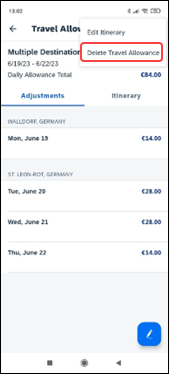 13:02
Travel Allow
Edit Itinerary
Delete Travel Allowance
Multiple Destination
6/19/23 - 6/22/23
Daily Allowance Total €84.00
Adjustments Itinerary
WALLDORF, GERMANY
Mon, June 19 €14.00
ST. LEON-ROT, GERMANY
Tue, June 20 €28.00
Wed, June 21 €28.00
Thu, June 22 €14.00